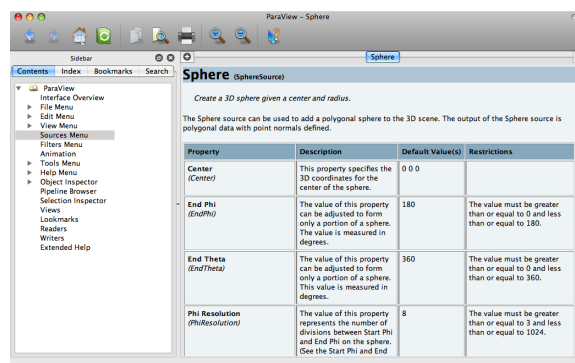 ParaView - Sphere
Sidebar
Sphere
Contents Index Bookmarks Search
ParaView
Interface Overview
File Menu
Edit Menu
View Menu
Sources Menu
Filters Menu
Animation
Tools Menu
Help Menu
Object Inspector
Pipeline Browser
Selection Inspector
Views
Lookmarks
Readers
Writers
Extended Help
Sphere (SphereSource)
Create a 3D sphere given a center and radius.
The Sphere source can be used to add a polygonal sphere to the 3D scene. The output of the Sphere source is
polygonal data with point normals defined.
Property Description Default Value(s) Restrictions
Center
(Center)
This property specifies the
3D coordinates for the
center of the sphere.
0 0 0
End Phi
(EndPhi)
The value of this property
can be adjusted to form
only a portion of a sphere.
The value is measured in
degrees.
180
The value must be greater
than or equal to 0 and less
than or equal to 180.
End Theta
(EndTheta)
The value of this property
can be adjusted to form
only a portion of a sphere.
This value is measured in
degrees.
360
The value must be greater
than or equal to 0 and less
than or equal to 360.
Phi Resolution
(PhiResolution)
The value of this property
represents the number of
divisions between Start Phi
and End Phi on the sphere.
(See the Start Phi and End
8
The value must be greater
than or equal to 3 and less
than or equal to 1024.